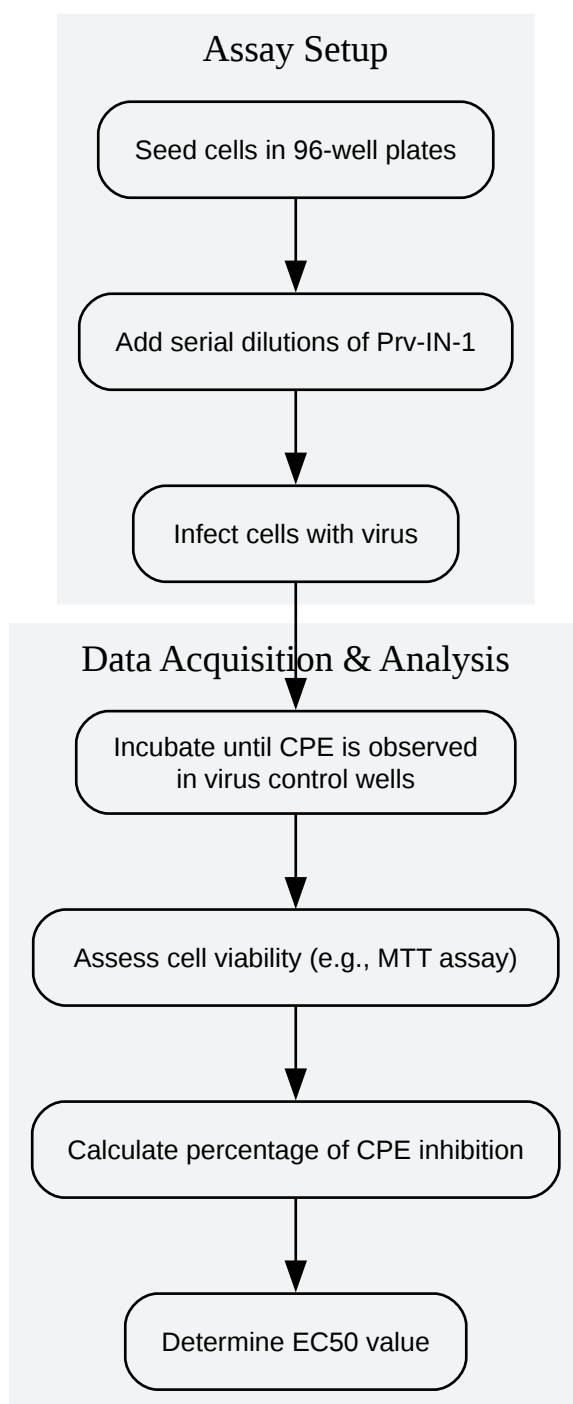 Assay Setup
Seed cells in 96-well plates
Add serial dilutions of Prv-IN-1
Infect cells with virus
Data Acquisition & Analysis
Incubate until CPE is observed
in virus control wells
Assess cell viability (e.g., MTT assay)
Calculate percentage of CPE inhibition
Determine EC50 value